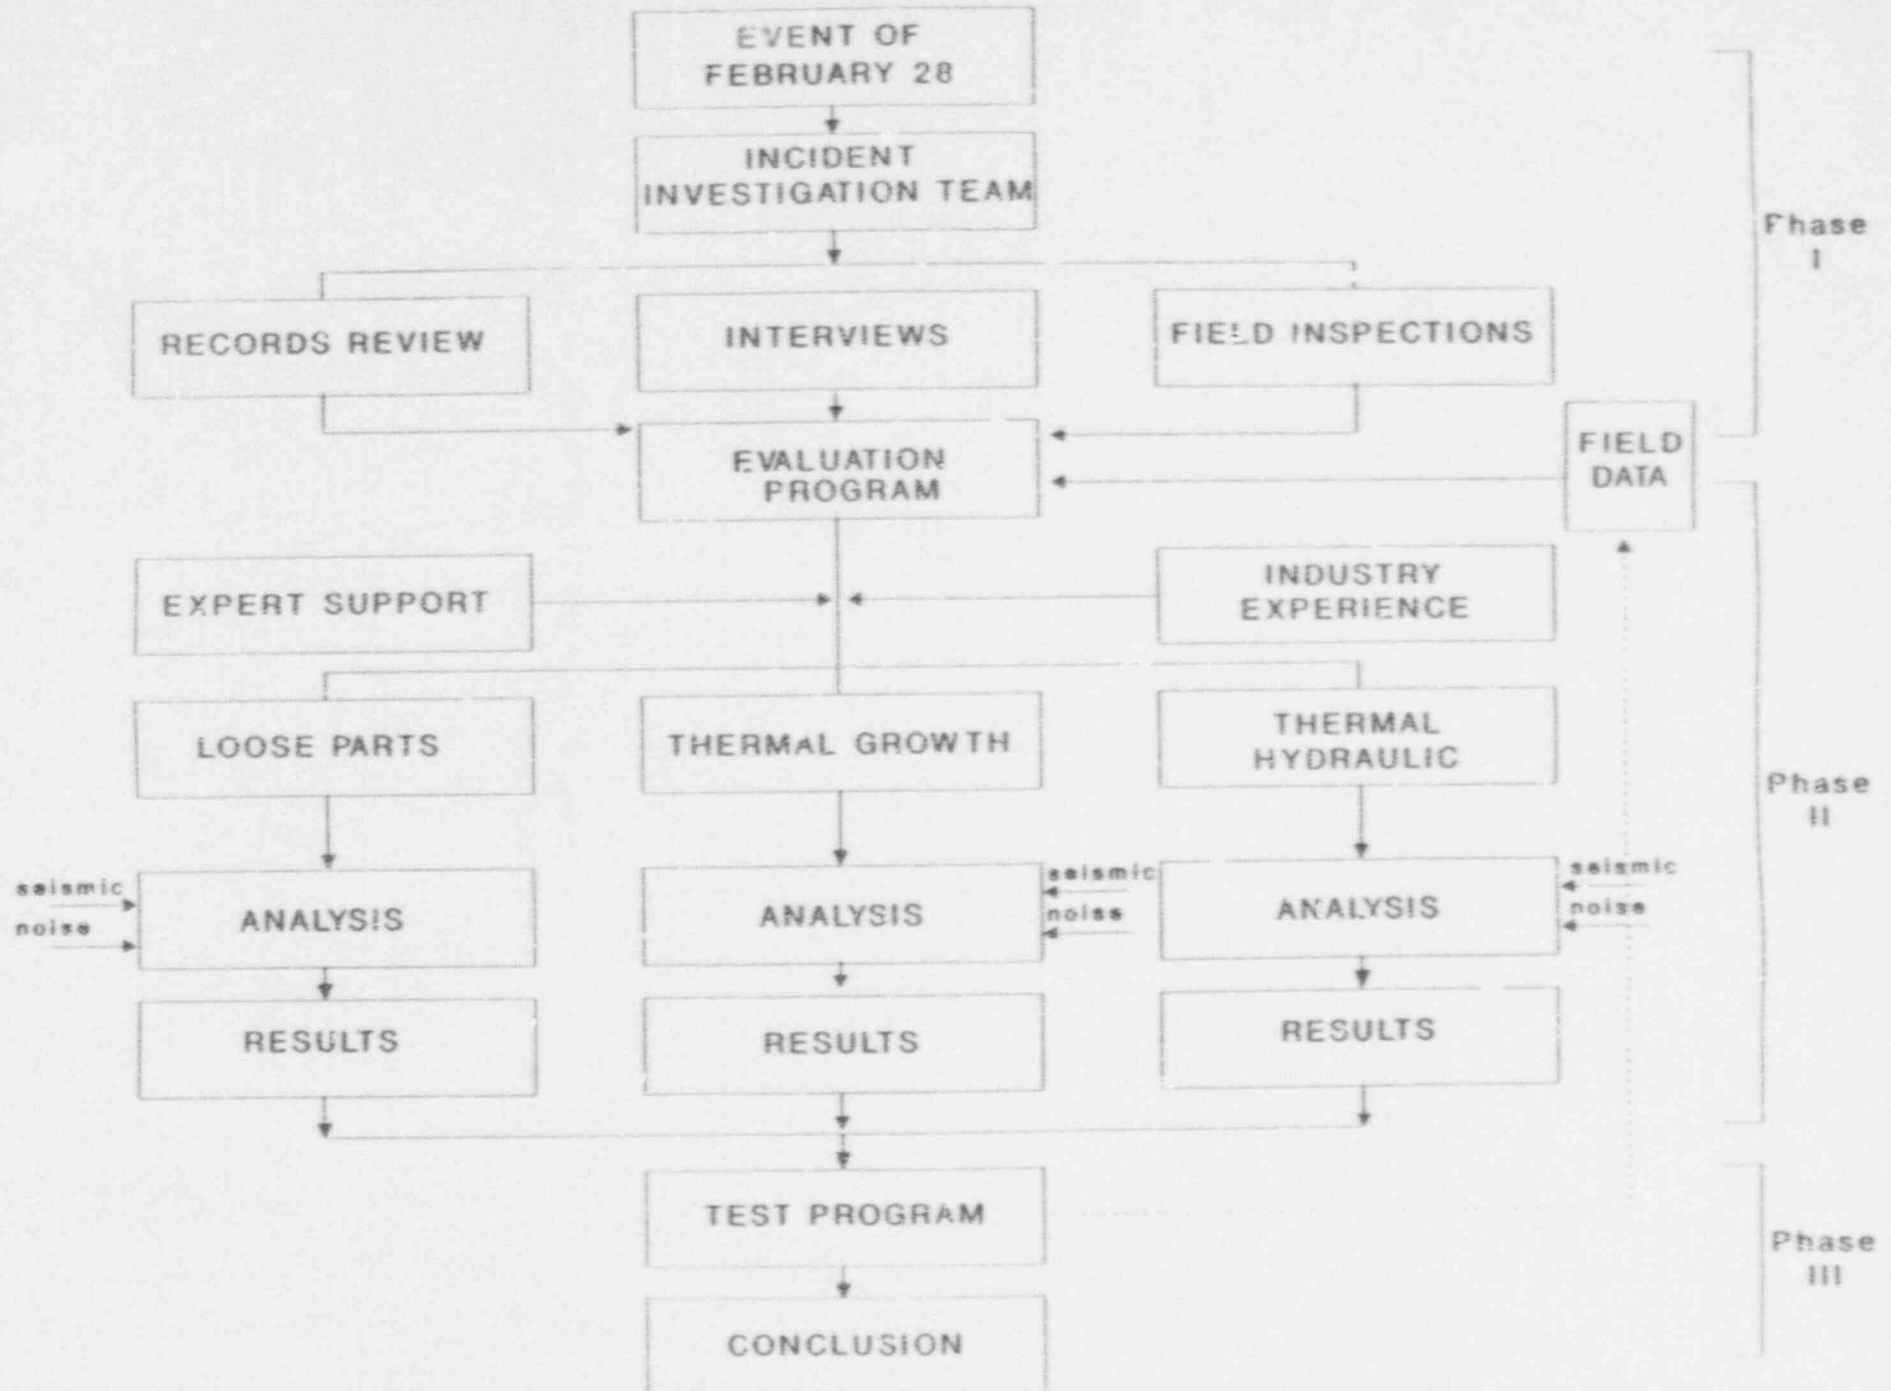 EVENT OF
FEBRUARY 28
INCIDENT
INVESTIGATION TEAM
Phase
I
RECORDS REVIEW
INTERVIEWS
FIELD INSPECTIONS
EVALUATION
PROGRAM
FIELD
DATA
EXPERT SUPPORT
INDUSTRY
EXPERIENCE
LOOSE PARTS
THERMAL GROWTH
THERMAL
HYDRAULIC
Phase
II
seismic
noise
ANALYSIS
ANALYSIS
seismic
noise
ANALYSIS
seismic
noise
RESULTS
RESULTS
RESULTS
TEST PROGRAM
Phase
III
CONCLUSION